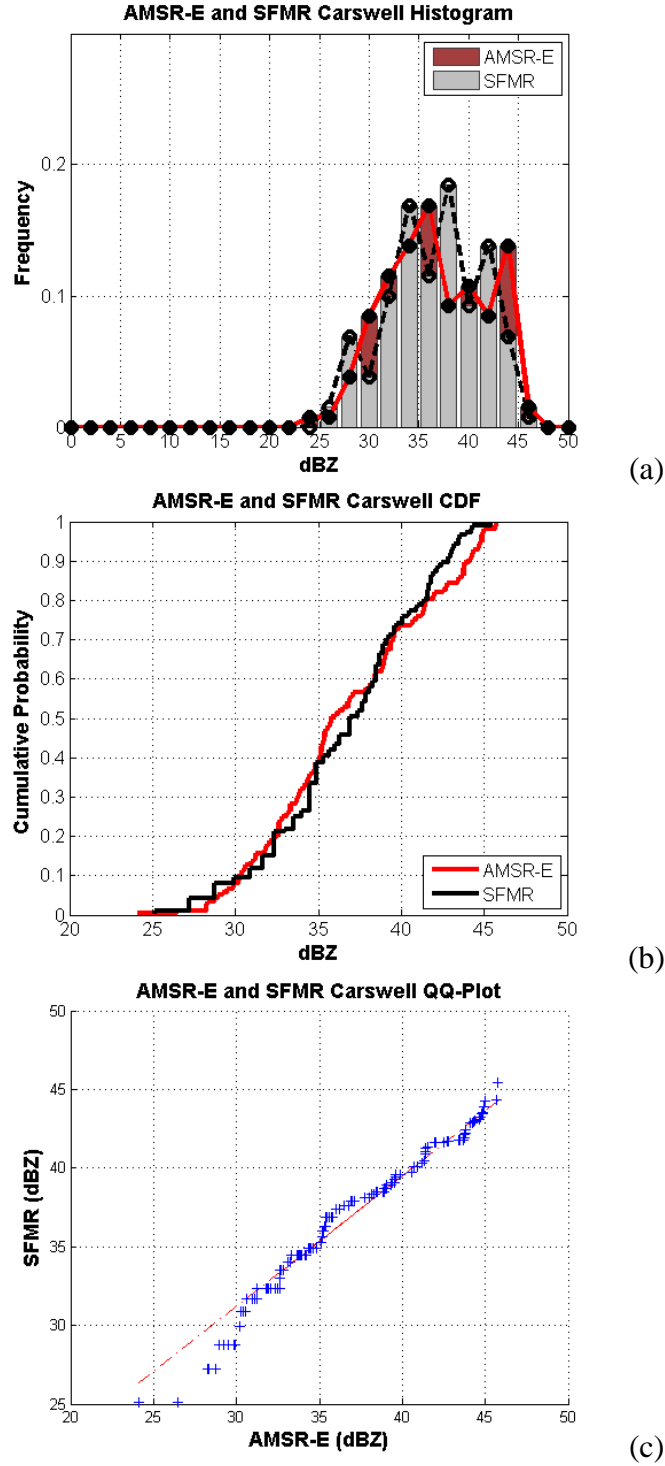 AMSR-E and SFMR Carswell Histogram
AMSR-E
SFMR
Frequency
0.2
0.1
0
0 5 10 15 20 25 30 35 40 45 50
dBZ
(a)
AMSR-E and SFMR Carswell CDF
Cumulative Probability
1
0.9
0.8
0.7
0.6
0.5
0.4
0.3
0.2
0.1
0
AMSR-E
SFMR
20 25 30 35 40 45 50
dBZ
(b)
AMSR-E and SFMR Carswell QQ-Plot
SFMR (dBZ)
50
45
40
35
30
25
20 25 30 35 40 45 50
AMSR-E (dBZ)
(c)